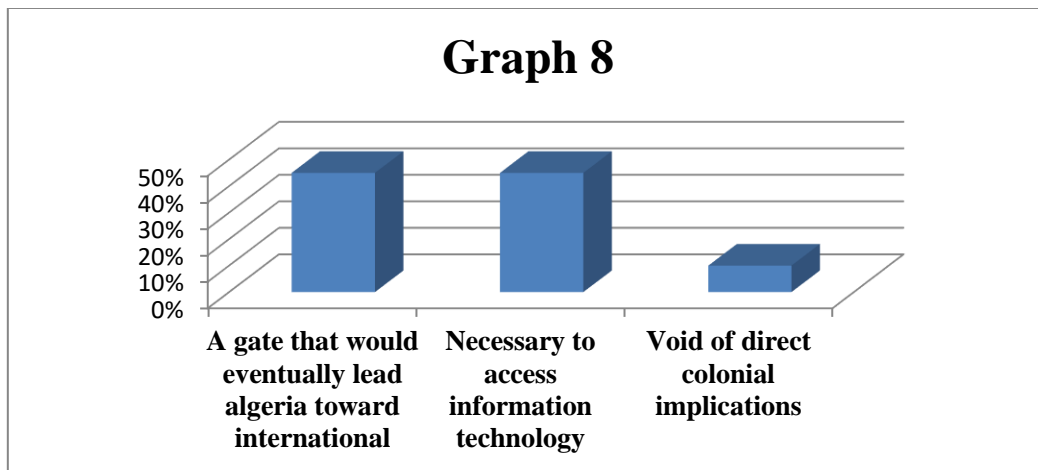 Graph 8
50%
40%
30%
20%
10%
0%
A gate that would
eventually lead
algeria toward
international
Necessary to
access
information
technology
Void of direct
colonial
implications